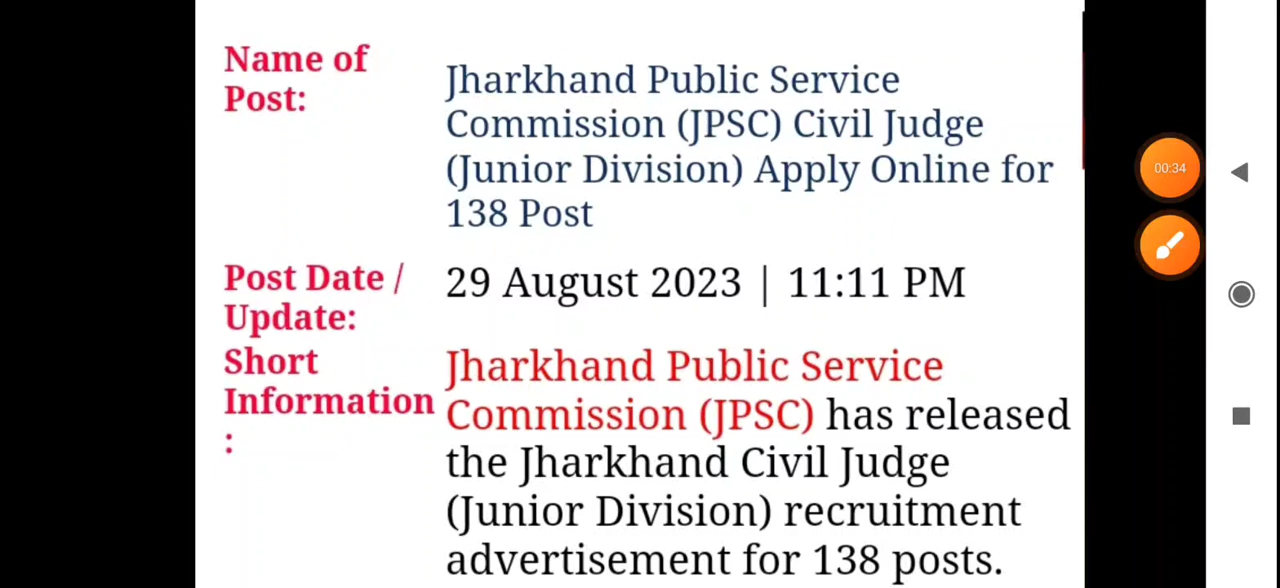 Name of
Post:
Jharkhand Public Service
Commission (JPSC) Civil Judge
(Junior Division) Apply Online for
138 Post
Post Date /
Update:
29 August 2023 | 11:11 PM
Short
Information
:
Jharkhand Public Service
Commission (JPSC) has released
the Jharkhand Civil Judge
(Junior Division) recruitment
advertisement for 138 posts.
00:34